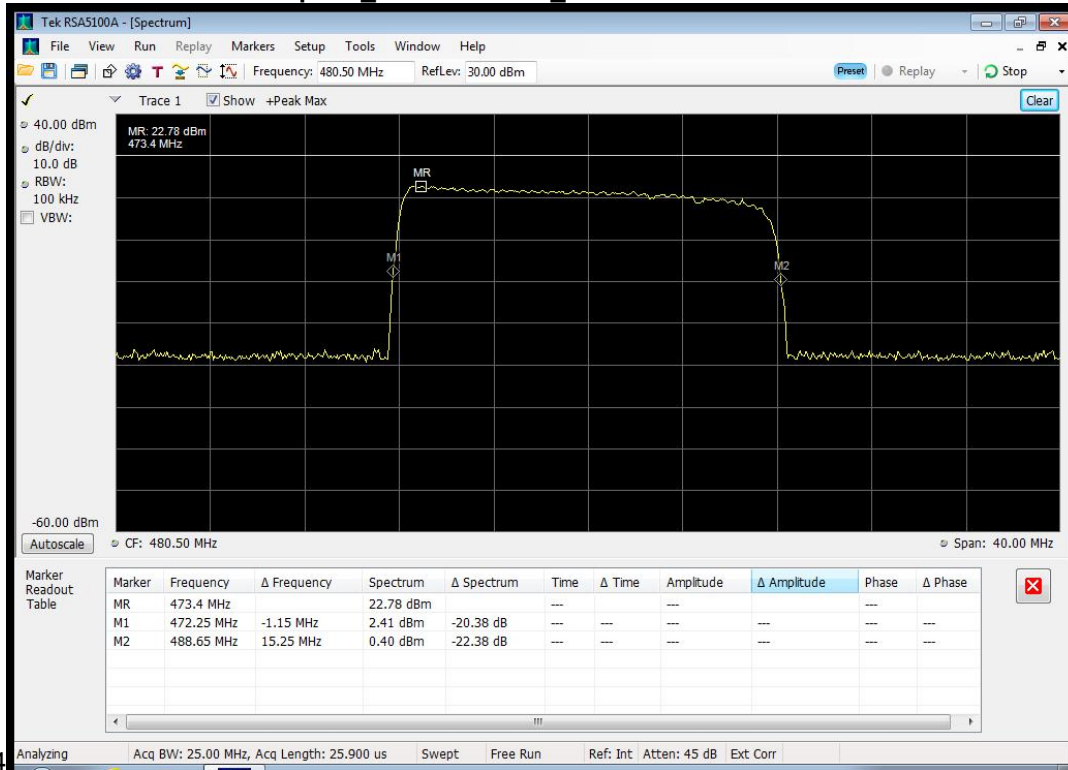 Tek RSA5100A - [Spectrum]
File View Run Replay Markers Setup Tools Window Help
Frequency: 480.50 MHz RefLev: 30.00 dBm Preset Replay Stop
Trace 1 Show +Peak Max Clear
40.00 dBm
dB/div:
10.0 dB
RBW:
100 kHz
VBW:
MR: 22.78 dBm
473.4 MHz
MR
M1
M2
-60.00 dBm
Autoscale CF: 480.50 MHz Span: 40.00 MHz
Marker
Readout
Table
Marker Frequency Δ Frequency Spectrum Δ Spectrum Time Δ Time Amplitude Δ Amplitude Phase Δ Phase
MR 473.4 MHz 22.78 dBm --- --- ---
M1 472.25 MHz -1.15 MHz 2.41 dBm -20.38 dB --- --- --- --- --- ---
M2 488.65 MHz 15.25 MHz 0.40 dBm -22.38 dB --- --- --- --- --- ---
Analyzing Acq BW: 25.00 MHz, Acq Length: 25.900 us Swept Free Run Ref: Int Atten: 45 dB Ext Corr